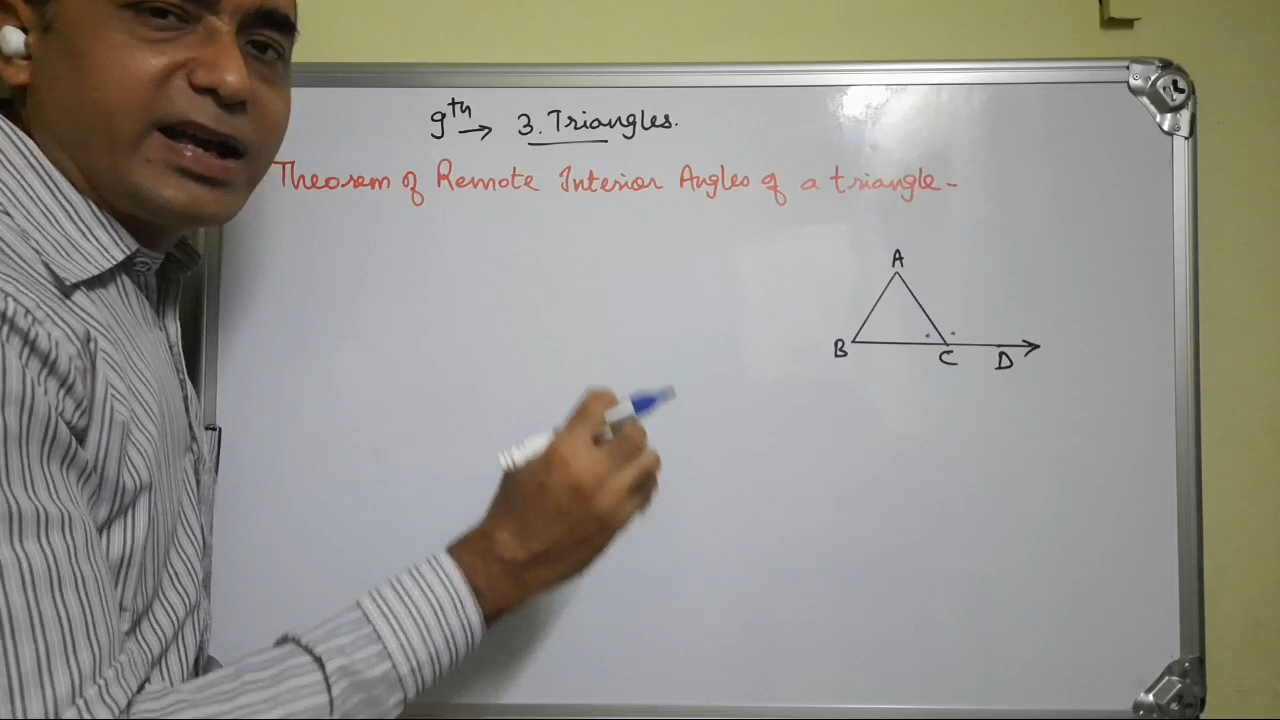 9th → 3. Triangles.
Theorem of Remote Interior Angles of a triangle-
A
B C D